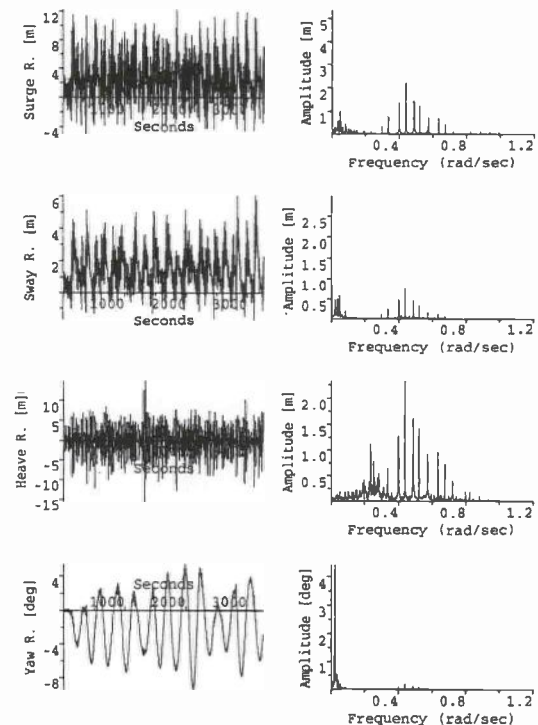 Surge R. [m]
12
8
4
-4
1000 2000 3000
Seconds
Amplitude [m]
5
4
3
2
1
0.4 0.8 1.2
Frequency (rad/sec)
Sway R. [m]
6
4
2
1000 2000 3000
Seconds
Amplitude [m]
2.5
2.0
1.5
1.0
0.5
0.4 0.8 1.2
Frequency (rad/sec)
Heave R. [m]
10
5
-5
-10
-15
Seconds
Amplitude [m]
2.0
1.5
1.0
0.5
0.4 0.8 1.2
Frequency (rad/sec)
Yaw R. [deg]
4
-4
-8
Seconds
1000 2000 3000
Amplitude [deg]
4
3
2
1
0.4 0.8 1.2
Frequency (rad/sec)